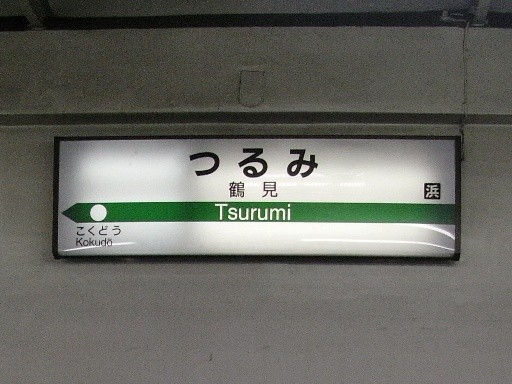 つるみ
鶴見
浜
Tsurumi
こくどう
Kokudō